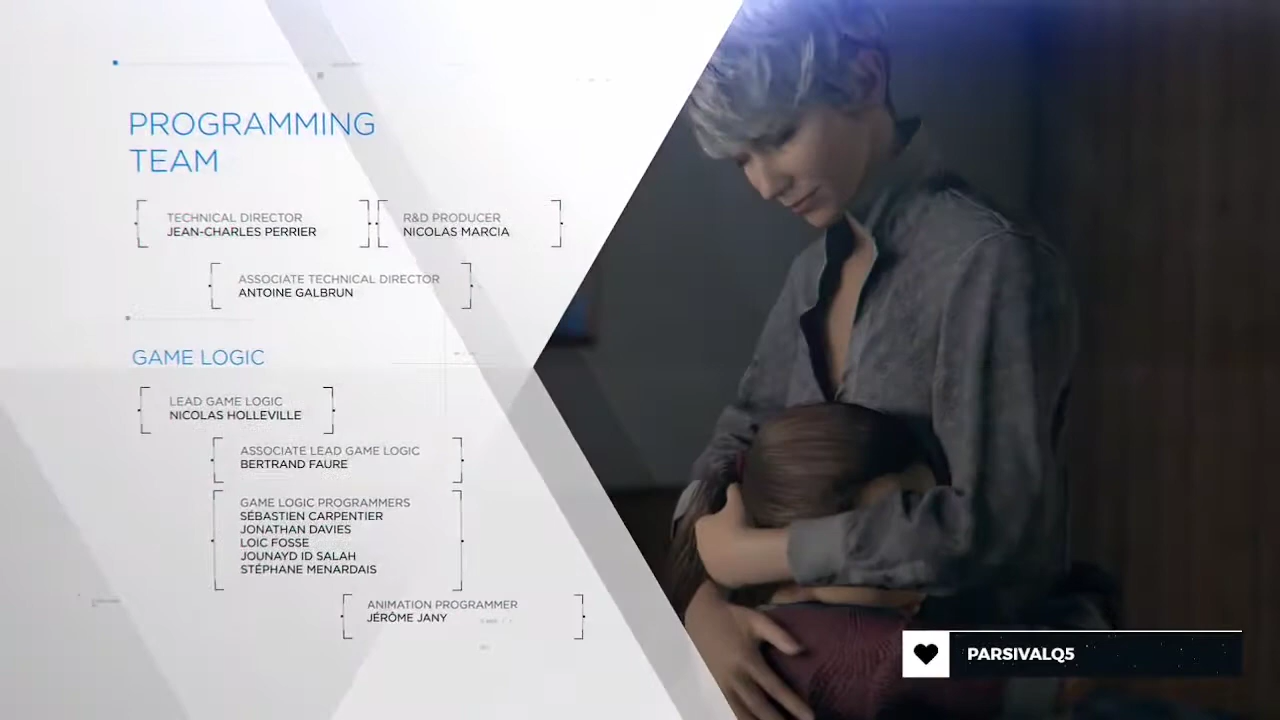 PROGRAMMING
TEAM
TECHNICAL DIRECTOR
JEAN-CHARLES PERRIER
R&D PRODUCER
NICOLAS MARCIA
ASSOCIATE TECHNICAL DIRECTOR
ANTOINE GALBRUN
GAME LOGIC
LEAD GAME LOGIC
NICOLAS HOLLEVILLE
ASSOCIATE LEAD GAME LOGIC
BERTRAND FAURE
GAME LOGIC PROGRAMMERS
SÉBASTIEN CARPENTIER
JONATHAN DAVIES
LOIC FOSSE
JOUNAYD ID SALAH
STÉPHANE MENARDAIS
ANIMATION PROGRAMMER
JÉRÔME JANY
PARSIVALQ5